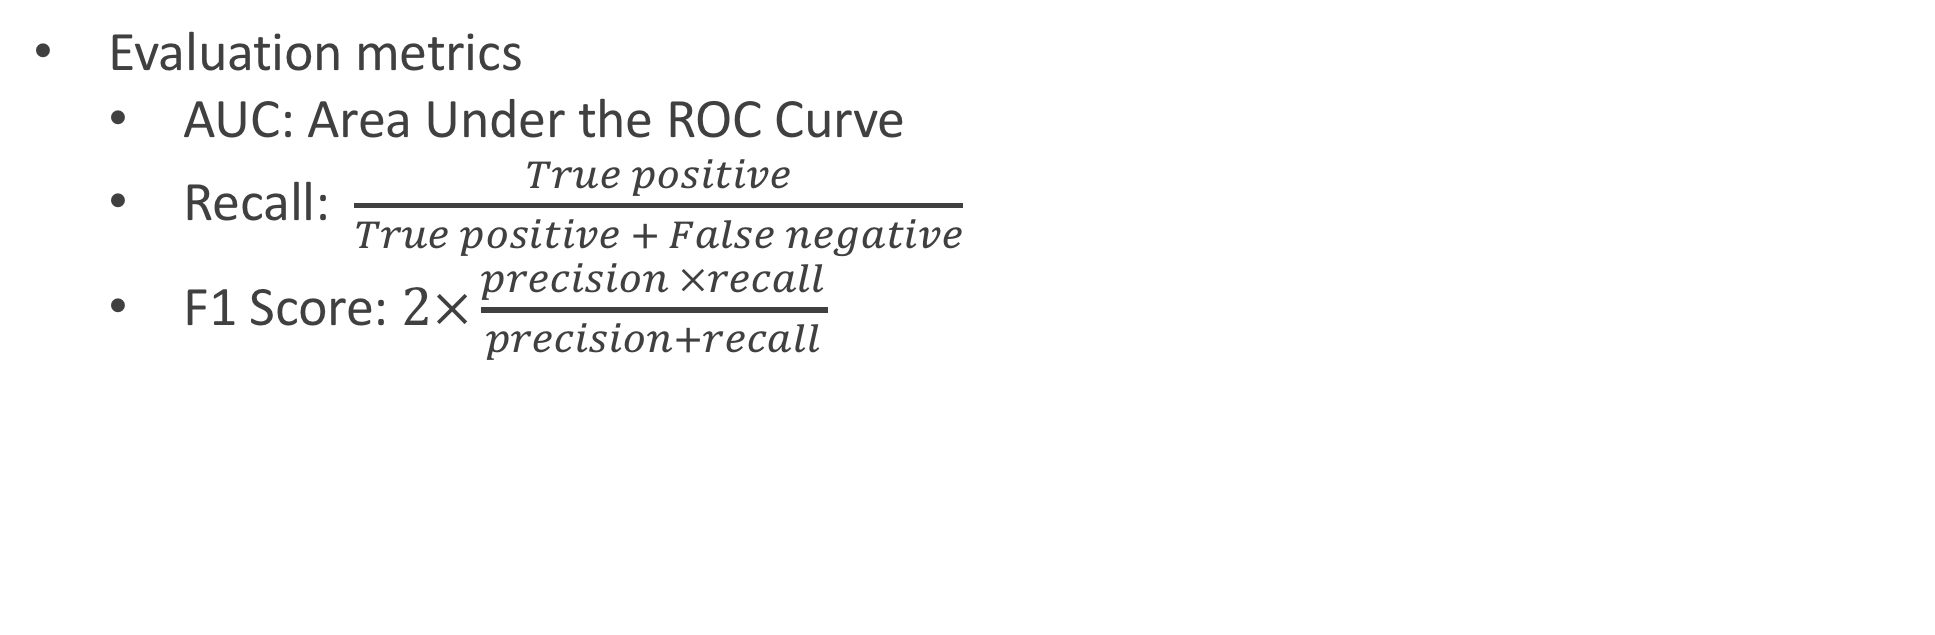 • Evaluation metrics
• AUC: Area Under the ROC Curve
• Recall: True positive / True positive + False negative
• F1 Score: 2× precision ×recall / precision+recall